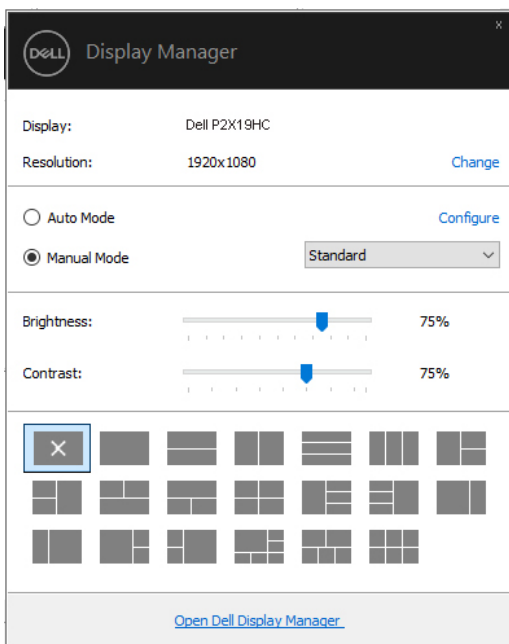 x
DELL Display Manager
Display: Dell P2X19HC
Resolution: 1920x1080 Change
Auto Mode Configure
Manual Mode Standard
Brightness: 75%
Contrast: 75%
Open Dell Display Manager